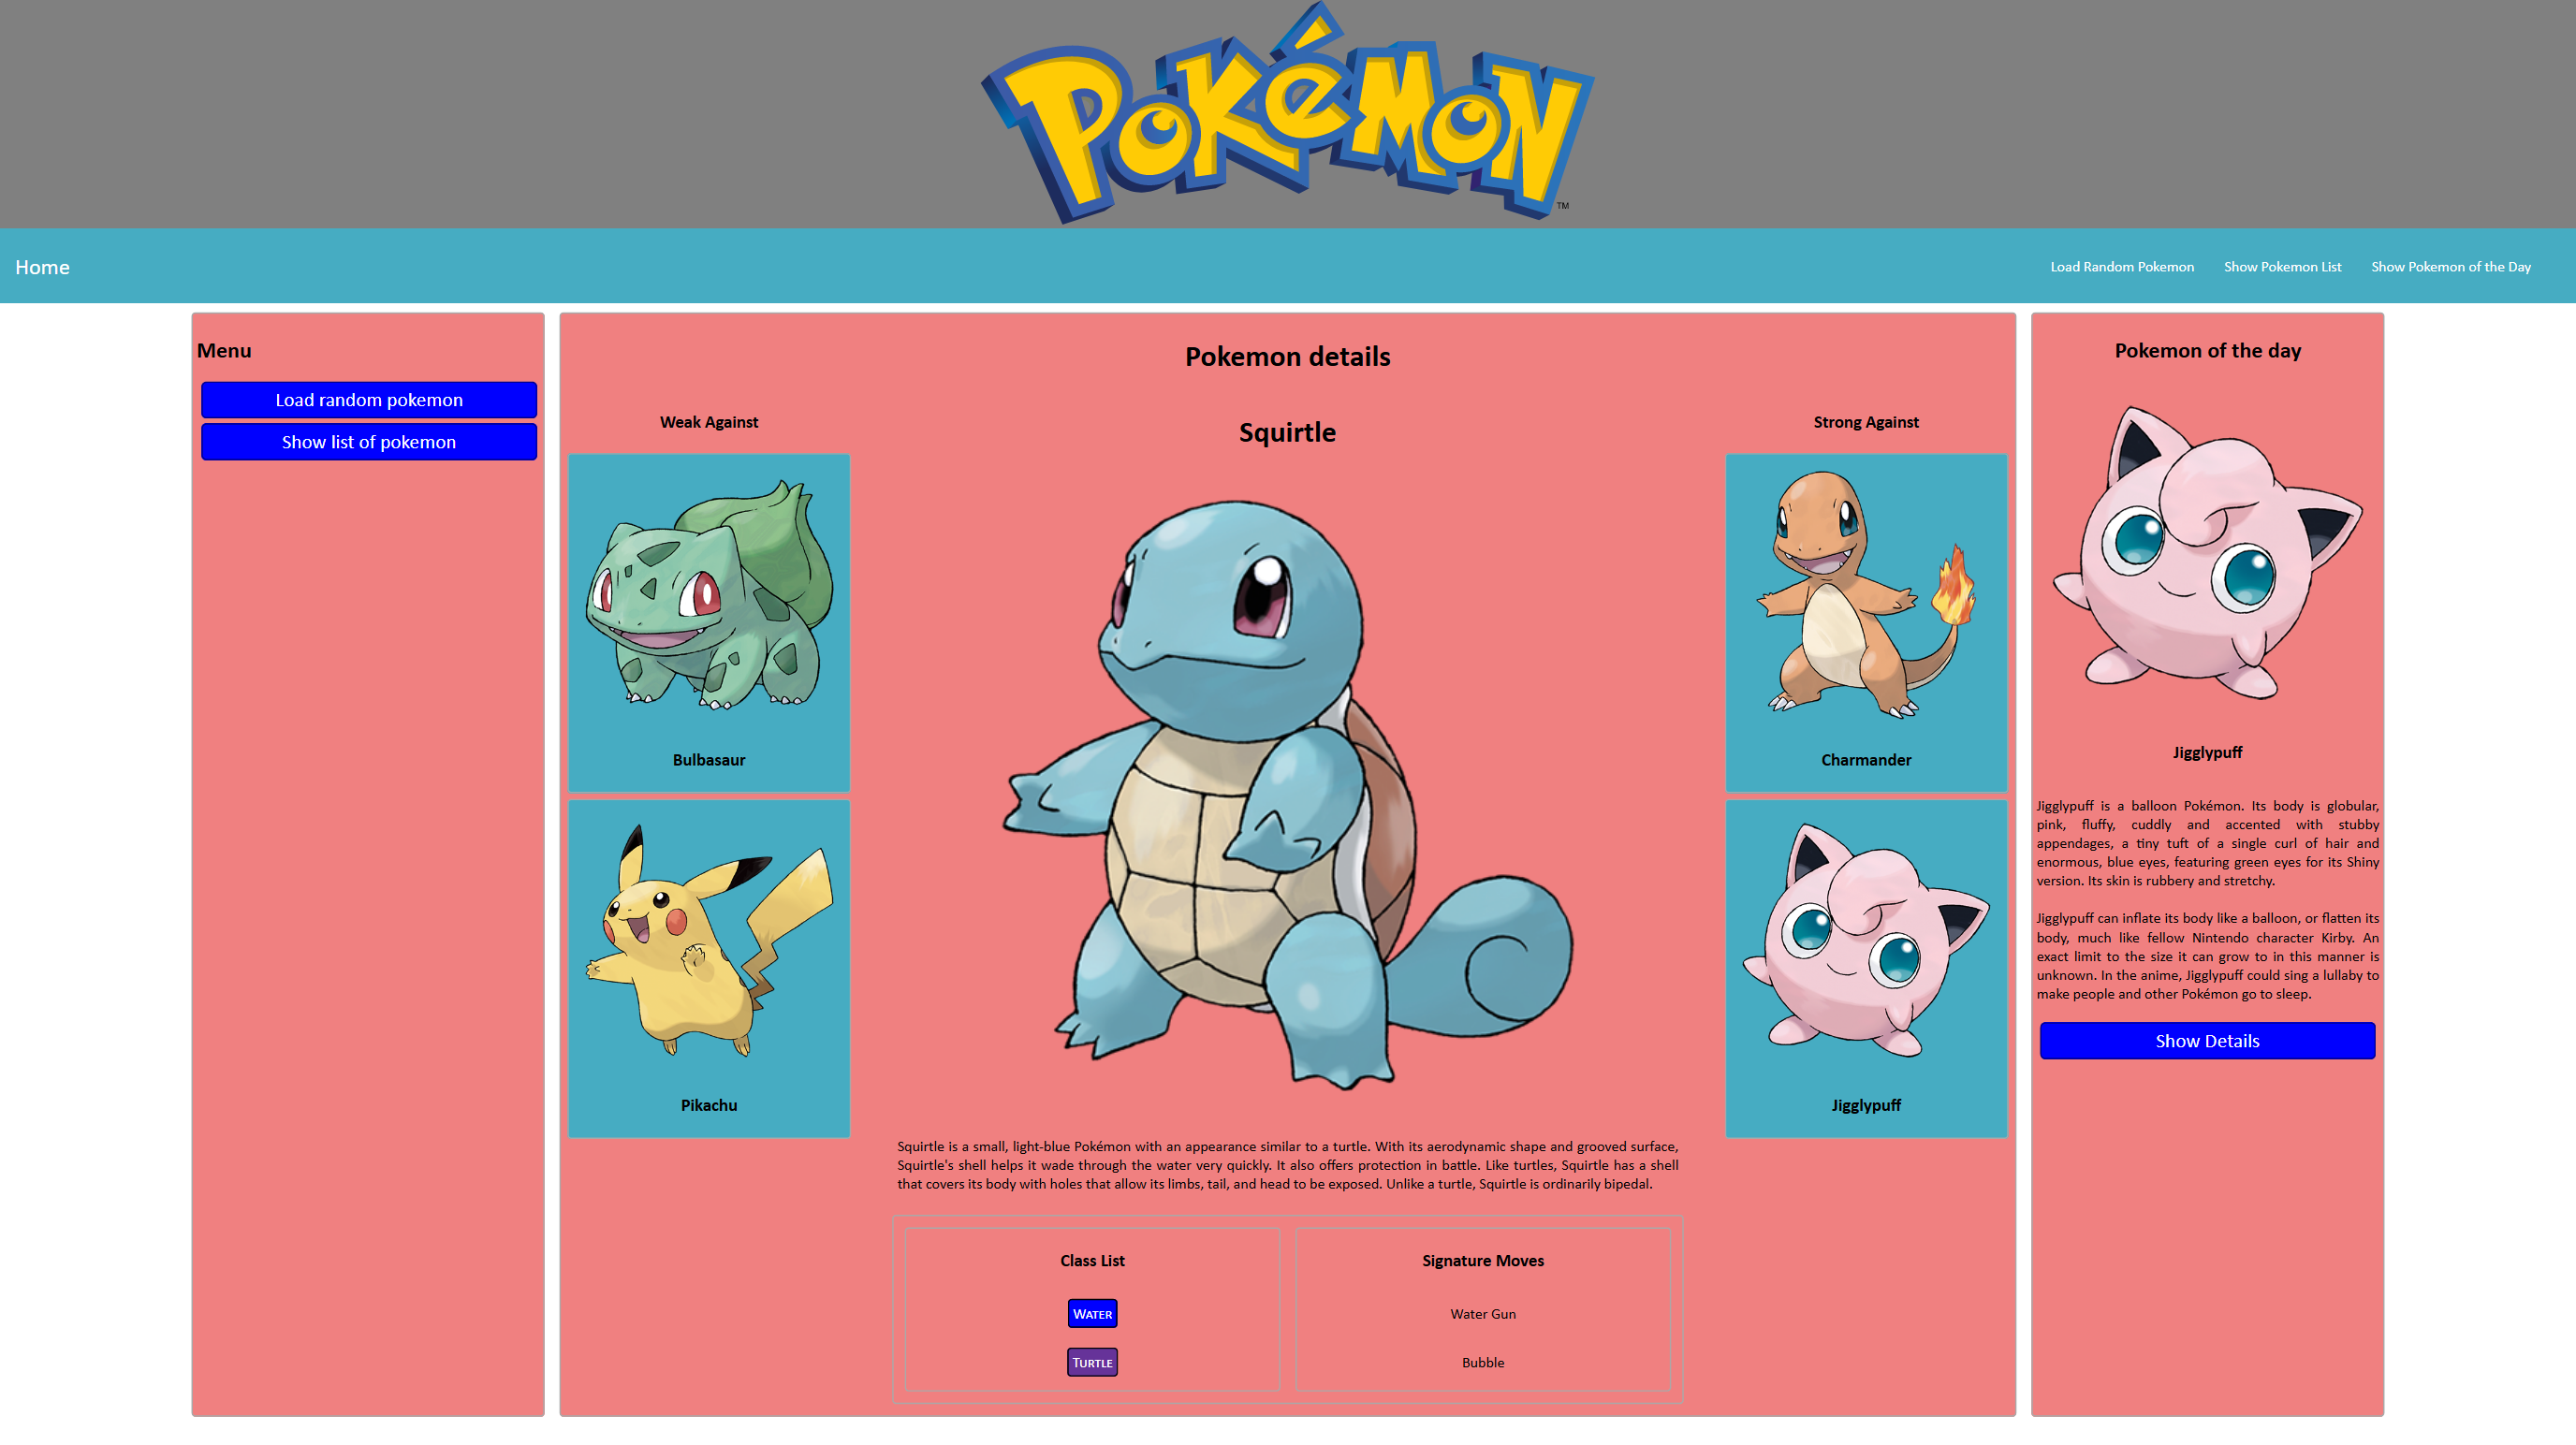 POKéMON
TM
Home
Load Random Pokemon
Show Pokemon List
Show Pokemon of the Day
Menu
Load random pokemon
Show list of pokemon
Pokemon details
Weak Against
Bulbasaur
Pikachu
Squirtle
Squirtle is a small, light-blue Pokémon with an appearance similar to a turtle. With its aerodynamic shape and grooved surface,
Squirtle's shell helps it wade through the water very quickly. It also offers protection in battle. Like turtles, Squirtle has a shell
that covers its body with holes that allow its limbs, tail, and head to be exposed. Unlike a turtle, Squirtle is ordinarily bipedal.
Class List
WATER
TURTLE
Signature Moves
Water Gun
Bubble
Strong Against
Charmander
Jigglypuff
Pokemon of the day
Jigglypuff
Jigglypuff is a balloon Pokémon. Its body is globular,
pink, fluffy, cuddly and accented with stubby
appendages, a tiny tuft of a single curl of hair and
enormous, blue eyes, featuring green eyes for its Shiny
version. Its skin is rubbery and stretchy.
Jigglypuff can inflate its body like a balloon, or flatten its
body, much like fellow Nintendo character Kirby. An
exact limit to the size it can grow to in this manner is
unknown. In the anime, Jigglypuff could sing a lullaby to
make people and other Pokémon go to sleep.
Show Details